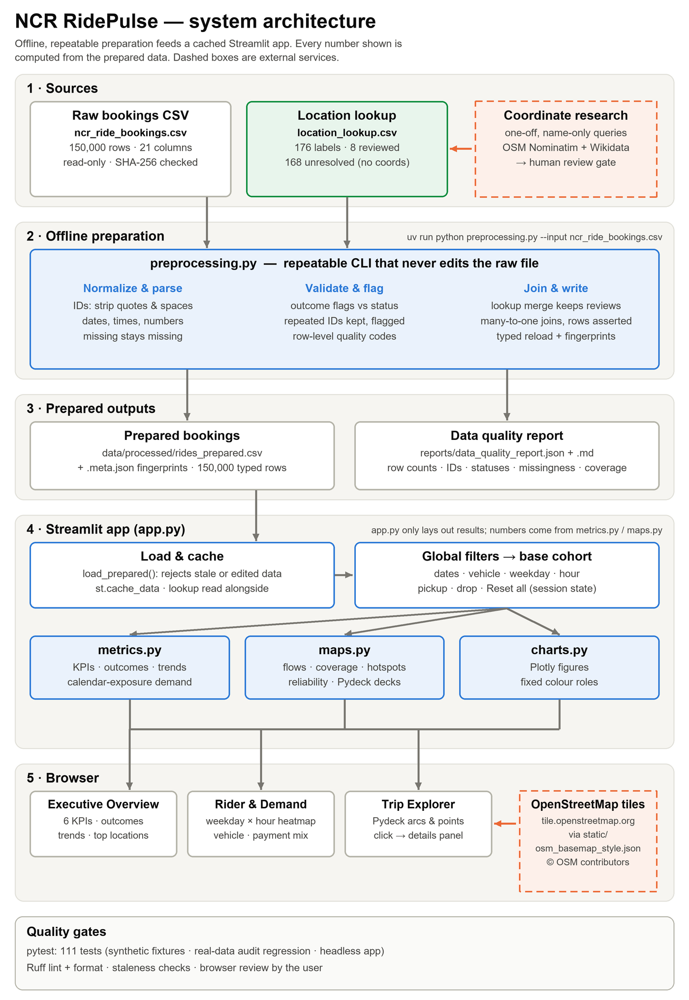 NCR RidePulse — system architecture
Offline, repeatable preparation feeds a cached Streamlit app. Every number shown is
computed from the prepared data. Dashed boxes are external services.
1 · Sources
Raw bookings CSV
ncr_ride_bookings.csv
150,000 rows · 21 columns
read-only · SHA-256 checked
Location lookup
location_lookup.csv
176 labels · 8 reviewed
168 unresolved (no coords)
Coordinate research
one-off, name-only queries
OSM Nominatim + Wikidata
→ human review gate
2 · Offline preparation
uv run python preprocessing.py --input ncr_ride_bookings.csv
preprocessing.py — repeatable CLI that never edits the raw file
Normalize & parse
IDs: strip quotes & spaces
dates, times, numbers
missing stays missing
Validate & flag
outcome flags vs status
repeated IDs kept, flagged
row-level quality codes
Join & write
lookup merge keeps reviews
many-to-one joins, rows asserted
typed reload + fingerprints
3 · Prepared outputs
Prepared bookings
data/processed/rides_prepared.csv
+ .meta.json fingerprints · 150,000 typed rows
Data quality report
reports/data_quality_report.json + .md
row counts · IDs · statuses · missingness · coverage
4 · Streamlit app (app.py)
app.py only lays out results; numbers come from metrics.py / maps.py
Load & cache
load_prepared(): rejects stale or edited data
st.cache_data · lookup read alongside
Global filters → base cohort
dates · vehicle · weekday · hour
pickup · drop · Reset all (session state)
metrics.py
KPIs · outcomes · trends
calendar-exposure demand
maps.py
flows · coverage · hotspots
reliability · Pydeck decks
charts.py
Plotly figures
fixed colour roles
5 · Browser
Executive Overview
6 KPIs · outcomes
trends · top locations
Rider & Demand
weekday × hour heatmap
vehicle · payment mix
Trip Explorer
Pydeck arcs & points
click → details panel
OpenStreetMap tiles
tile.openstreetmap.org
via static/
osm_basemap_style.json
© OSM contributors
Quality gates
pytest: 111 tests (synthetic fixtures · real-data audit regression · headless app)
Ruff lint + format · staleness checks · browser review by the user